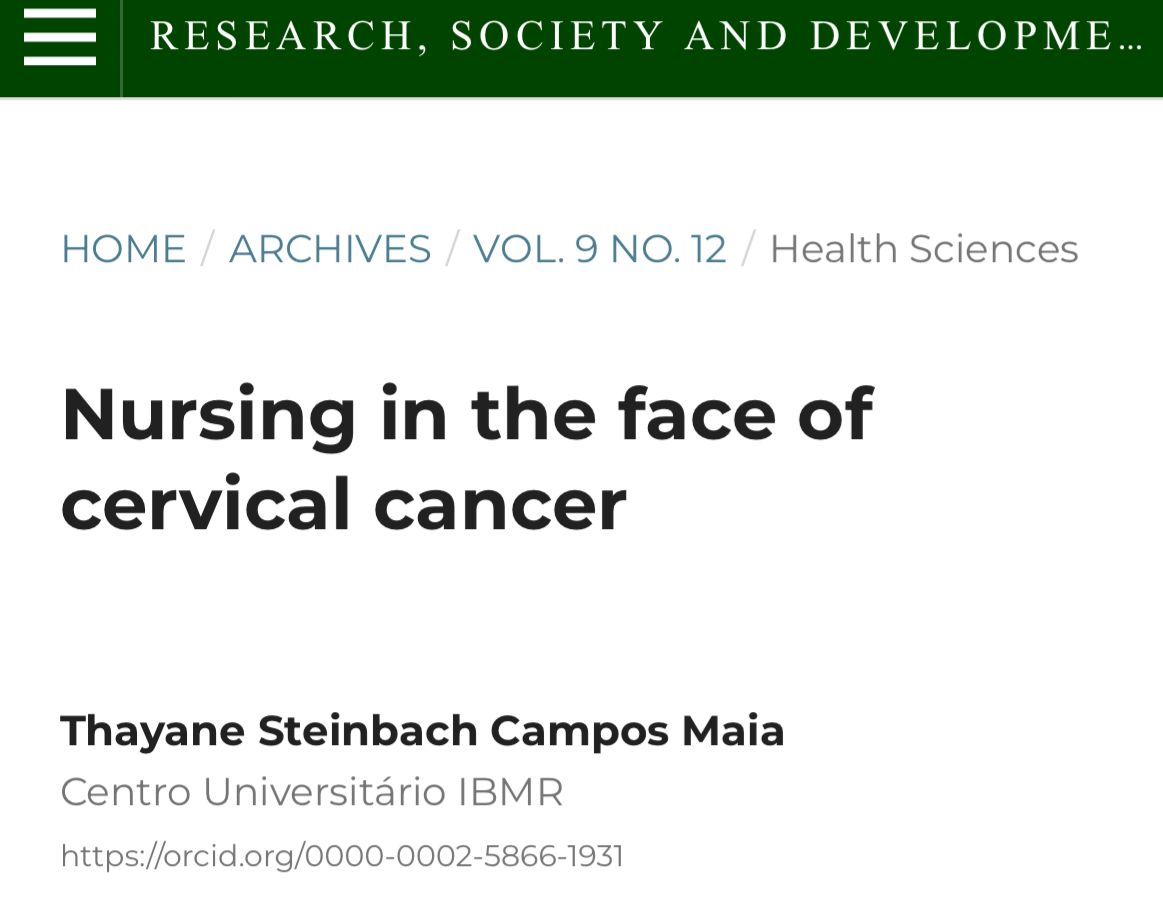 RESEARCH, SOCIETY AND DEVELOPME...
HOME / ARCHIVES / VOL. 9 NO. 12 / Health Sciences
Nursing in the face of
cervical cancer
Thayane Steinbach Campos Maia
Centro Universitário IBMR
https://orcid.org/0000-0002-5866-1931